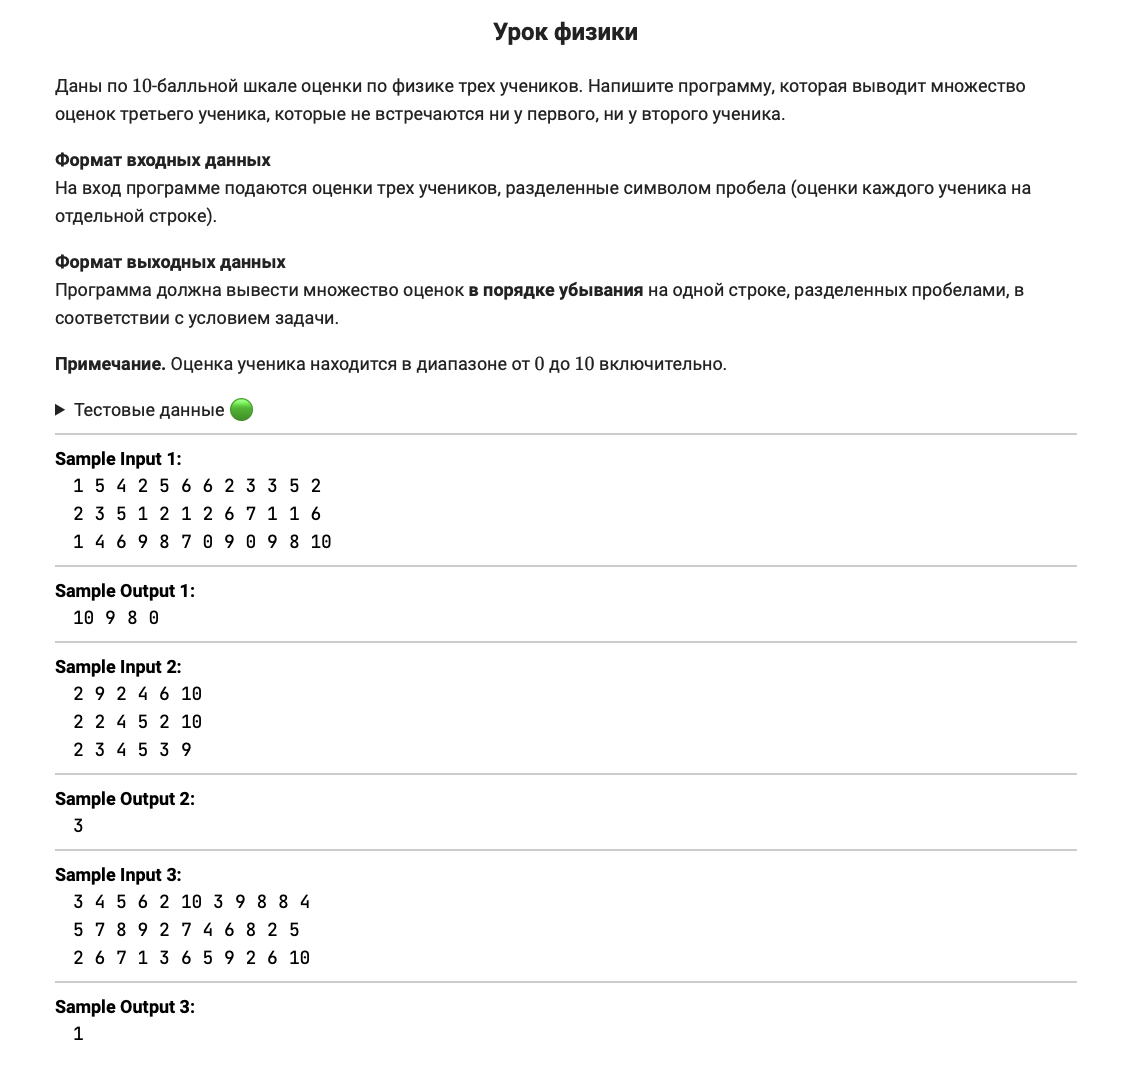 Урок физики
Даны по 10-балльной шкале оценки по физике трех учеников. Напишите программу, которая выводит множество
оценок третьего ученика, которые не встречаются ни у первого, ни у второго ученика.
Формат входных данных
На вход программе подаются оценки трех учеников, разделенные символом пробела (оценки каждого ученика на
отдельной строке).
Формат выходных данных
Программа должна вывести множество оценок в порядке убывания на одной строке, разделенных пробелами, в
соответствии с условием задачи.
Примечание. Оценка ученика находится в диапазоне от 0 до 10 включительно.
Тестовые данные
Sample Input 1:
1 5 4 2 5 6 6 2 3 3 5 2
2 3 5 1 2 1 2 6 7 1 1 6
1 4 6 9 8 7 0 9 0 9 8 10
Sample Output 1:
10 9 8 0
Sample Input 2:
2 9 2 4 6 10
2 2 4 5 2 10
2 3 4 5 3 9
Sample Output 2:
3
Sample Input 3:
3 4 5 6 2 10 3 9 8 8 4
5 7 8 9 2 7 4 6 8 2 5
2 6 7 1 3 6 5 9 2 6 10
Sample Output 3:
1